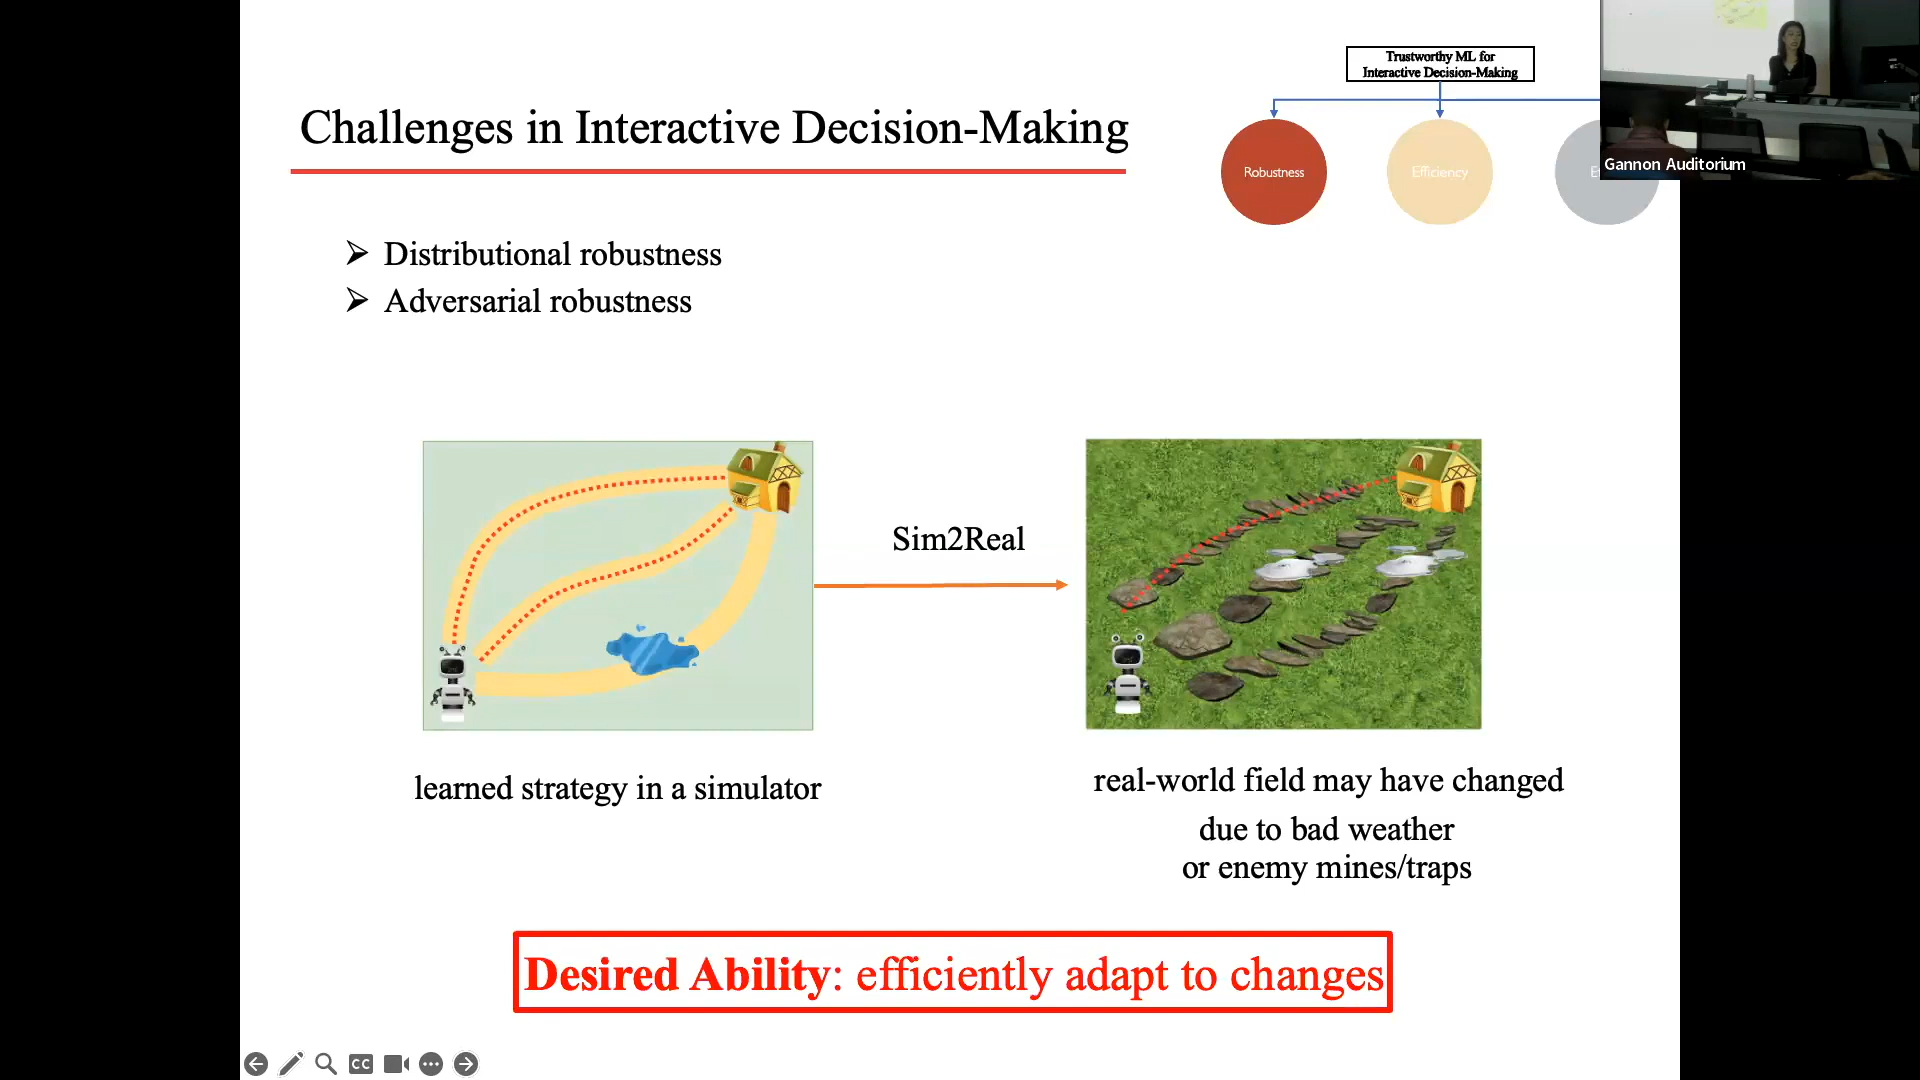 Trustworthy ML for
Interactive Decision-Making
Challenges in Interactive Decision-Making
Robustness
Efficiency
Gannon Auditorium
Distributional robustness
Adversarial robustness
Sim2Real
learned strategy in a simulator
real-world field may have changed
due to bad weather
or enemy mines/traps
Desired Ability: efficiently adapt to changes
CC